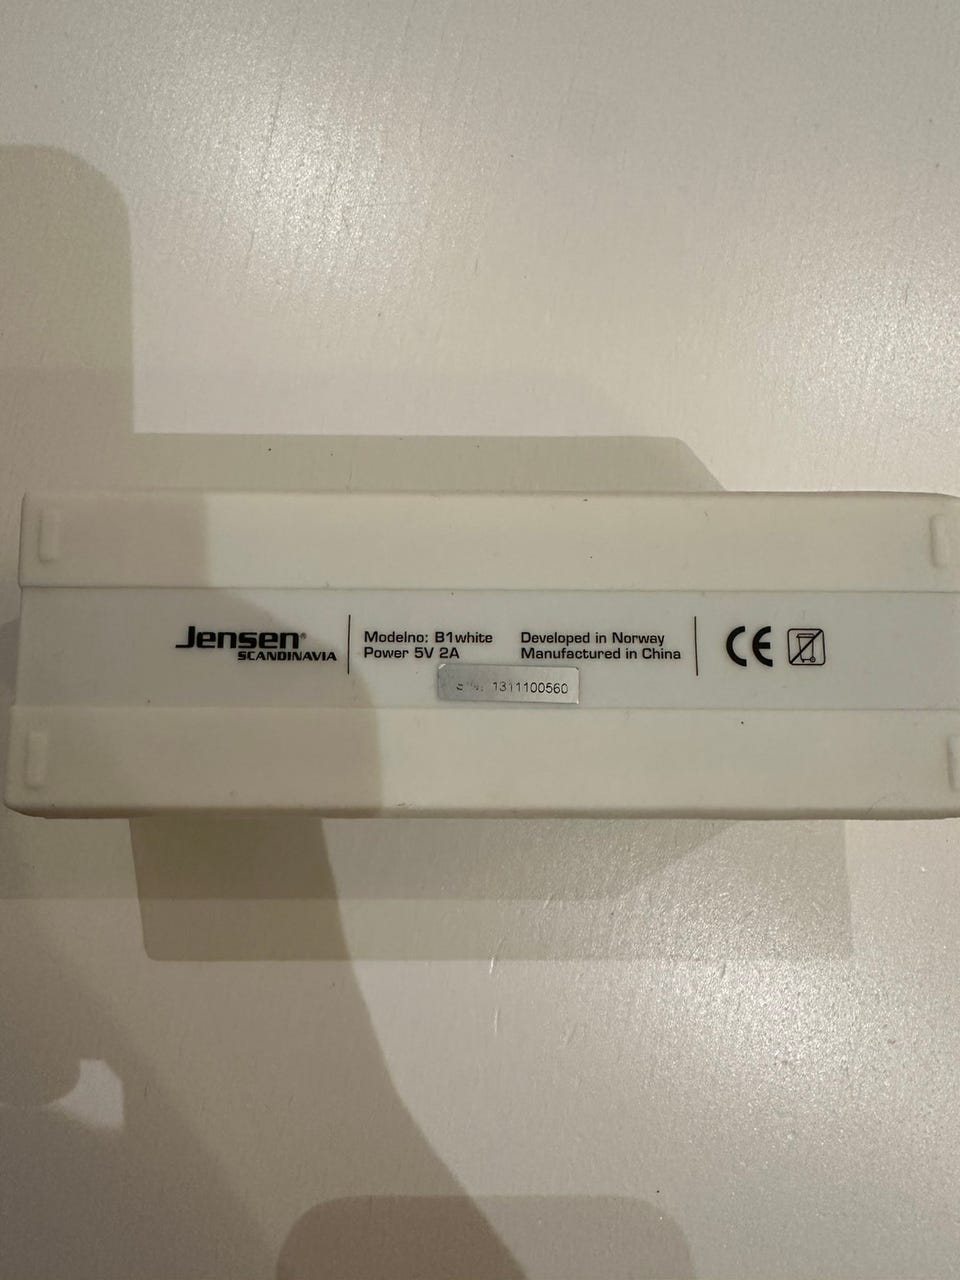 Jensen®
SCANDINAVIA
Modelno: B1white
Power 5V 2A
Developed in Norway
Manufactured in China
CE
1311100560